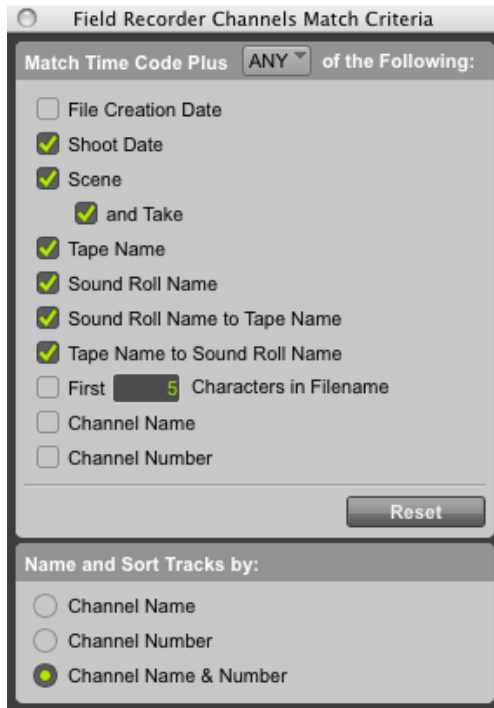 Field Recorder Channels Match Criteria
Match Time Code Plus ANY of the Following:
File Creation Date
Shoot Date
Scene
and Take
Tape Name
Sound Roll Name
Sound Roll Name to Tape Name
Tape Name to Sound Roll Name
First 5 Characters in Filename
Channel Name
Channel Number
Reset
Name and Sort Tracks by:
Channel Name
Channel Number
Channel Name & Number